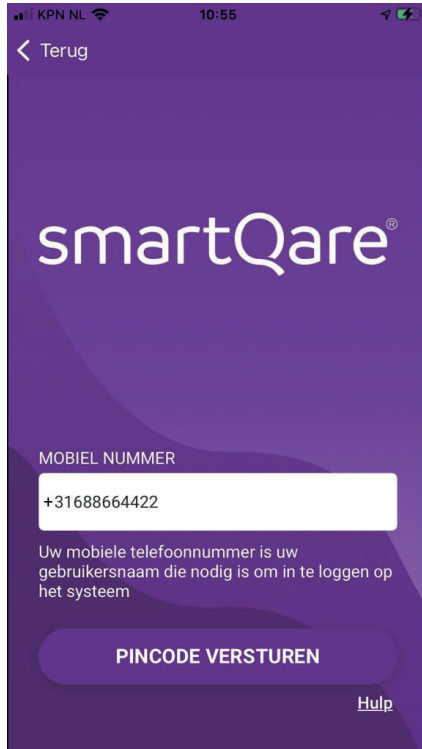 KPN NL 10:55
Terug
smartQare®
MOBIEL NUMMER
+31688664422
Uw mobiele telefoonnummer is uw
gebruikersnaam die nodig is om in te loggen op
het systeem
PINCODE VERSTUREN
Hulp